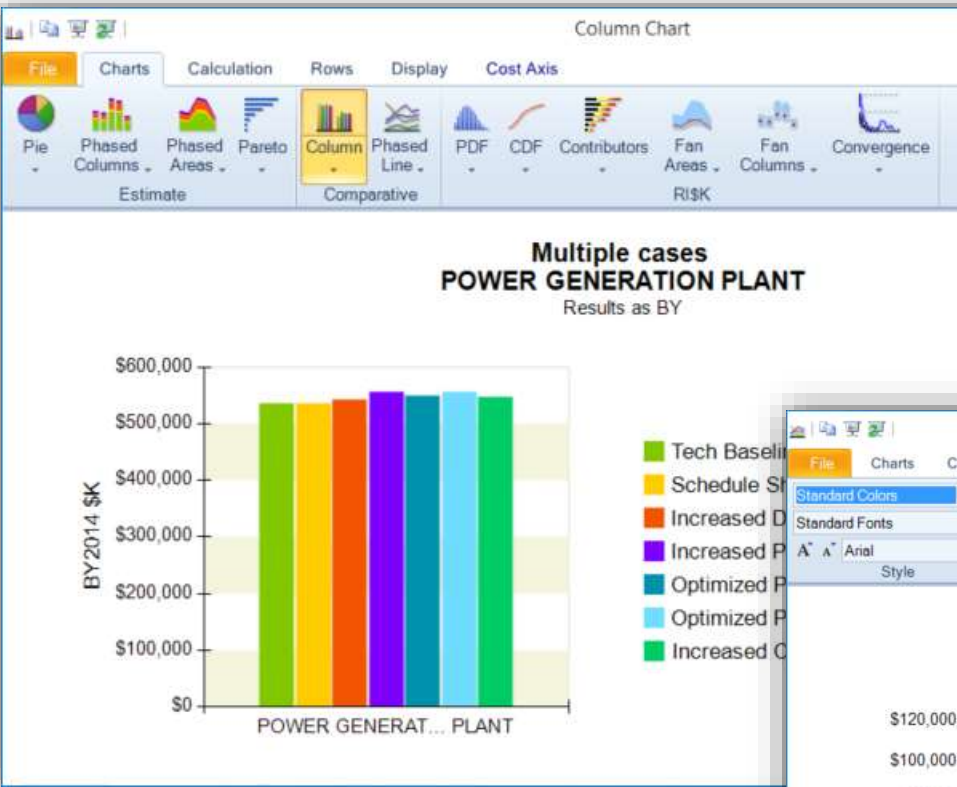 Column Chart
File Charts Calculation Rows Display Cost Axis
Pie Phased Columns Phased Areas Pareto Column Phased Line PDF CDF Contributors Fan Areas Fan Columns Convergence
Estimate Comparative RI$K
Multiple cases
POWER GENERATION PLANT
Results as BY
$600,000
$500,000
$400,000
$300,000
$200,000
$100,000
$0
BY2014 $K
POWER GENERAT... PLANT
Tech Baseli
Schedule S
Increased D
Increased P
Optimized P
Optimized P
Increased C
File Charts C
Standard Colors
Standard Fonts
A A Arial
Style
$120,000
$100,000